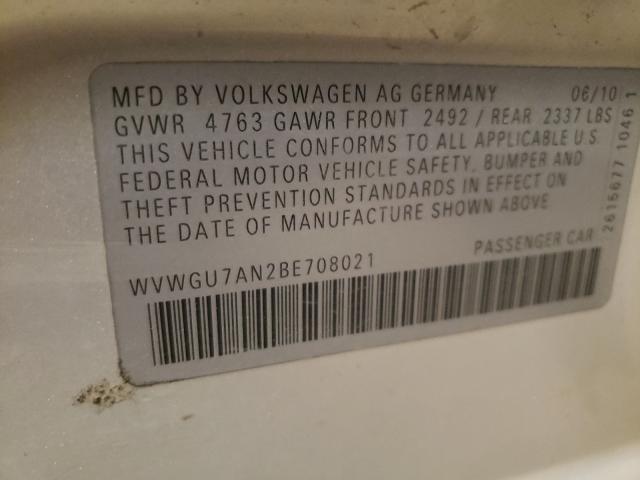 MFD BY VOLKSWAGEN AG GERMANY 06/10
GVWR 4763 GAWR FRONT 2492 / REAR 2337 LBS
THIS VEHICLE CONFORMS TO ALL APPLICABLE U.S.
FEDERAL MOTOR VEHICLE SAFETY, BUMPER AND
THEFT PREVENTION STANDARDS IN EFFECT ON
THE DATE OF MANUFACTURE SHOWN ABOVE
PASSENGER CAR
WVWGU7AN2BE708021
2615677 1046 1